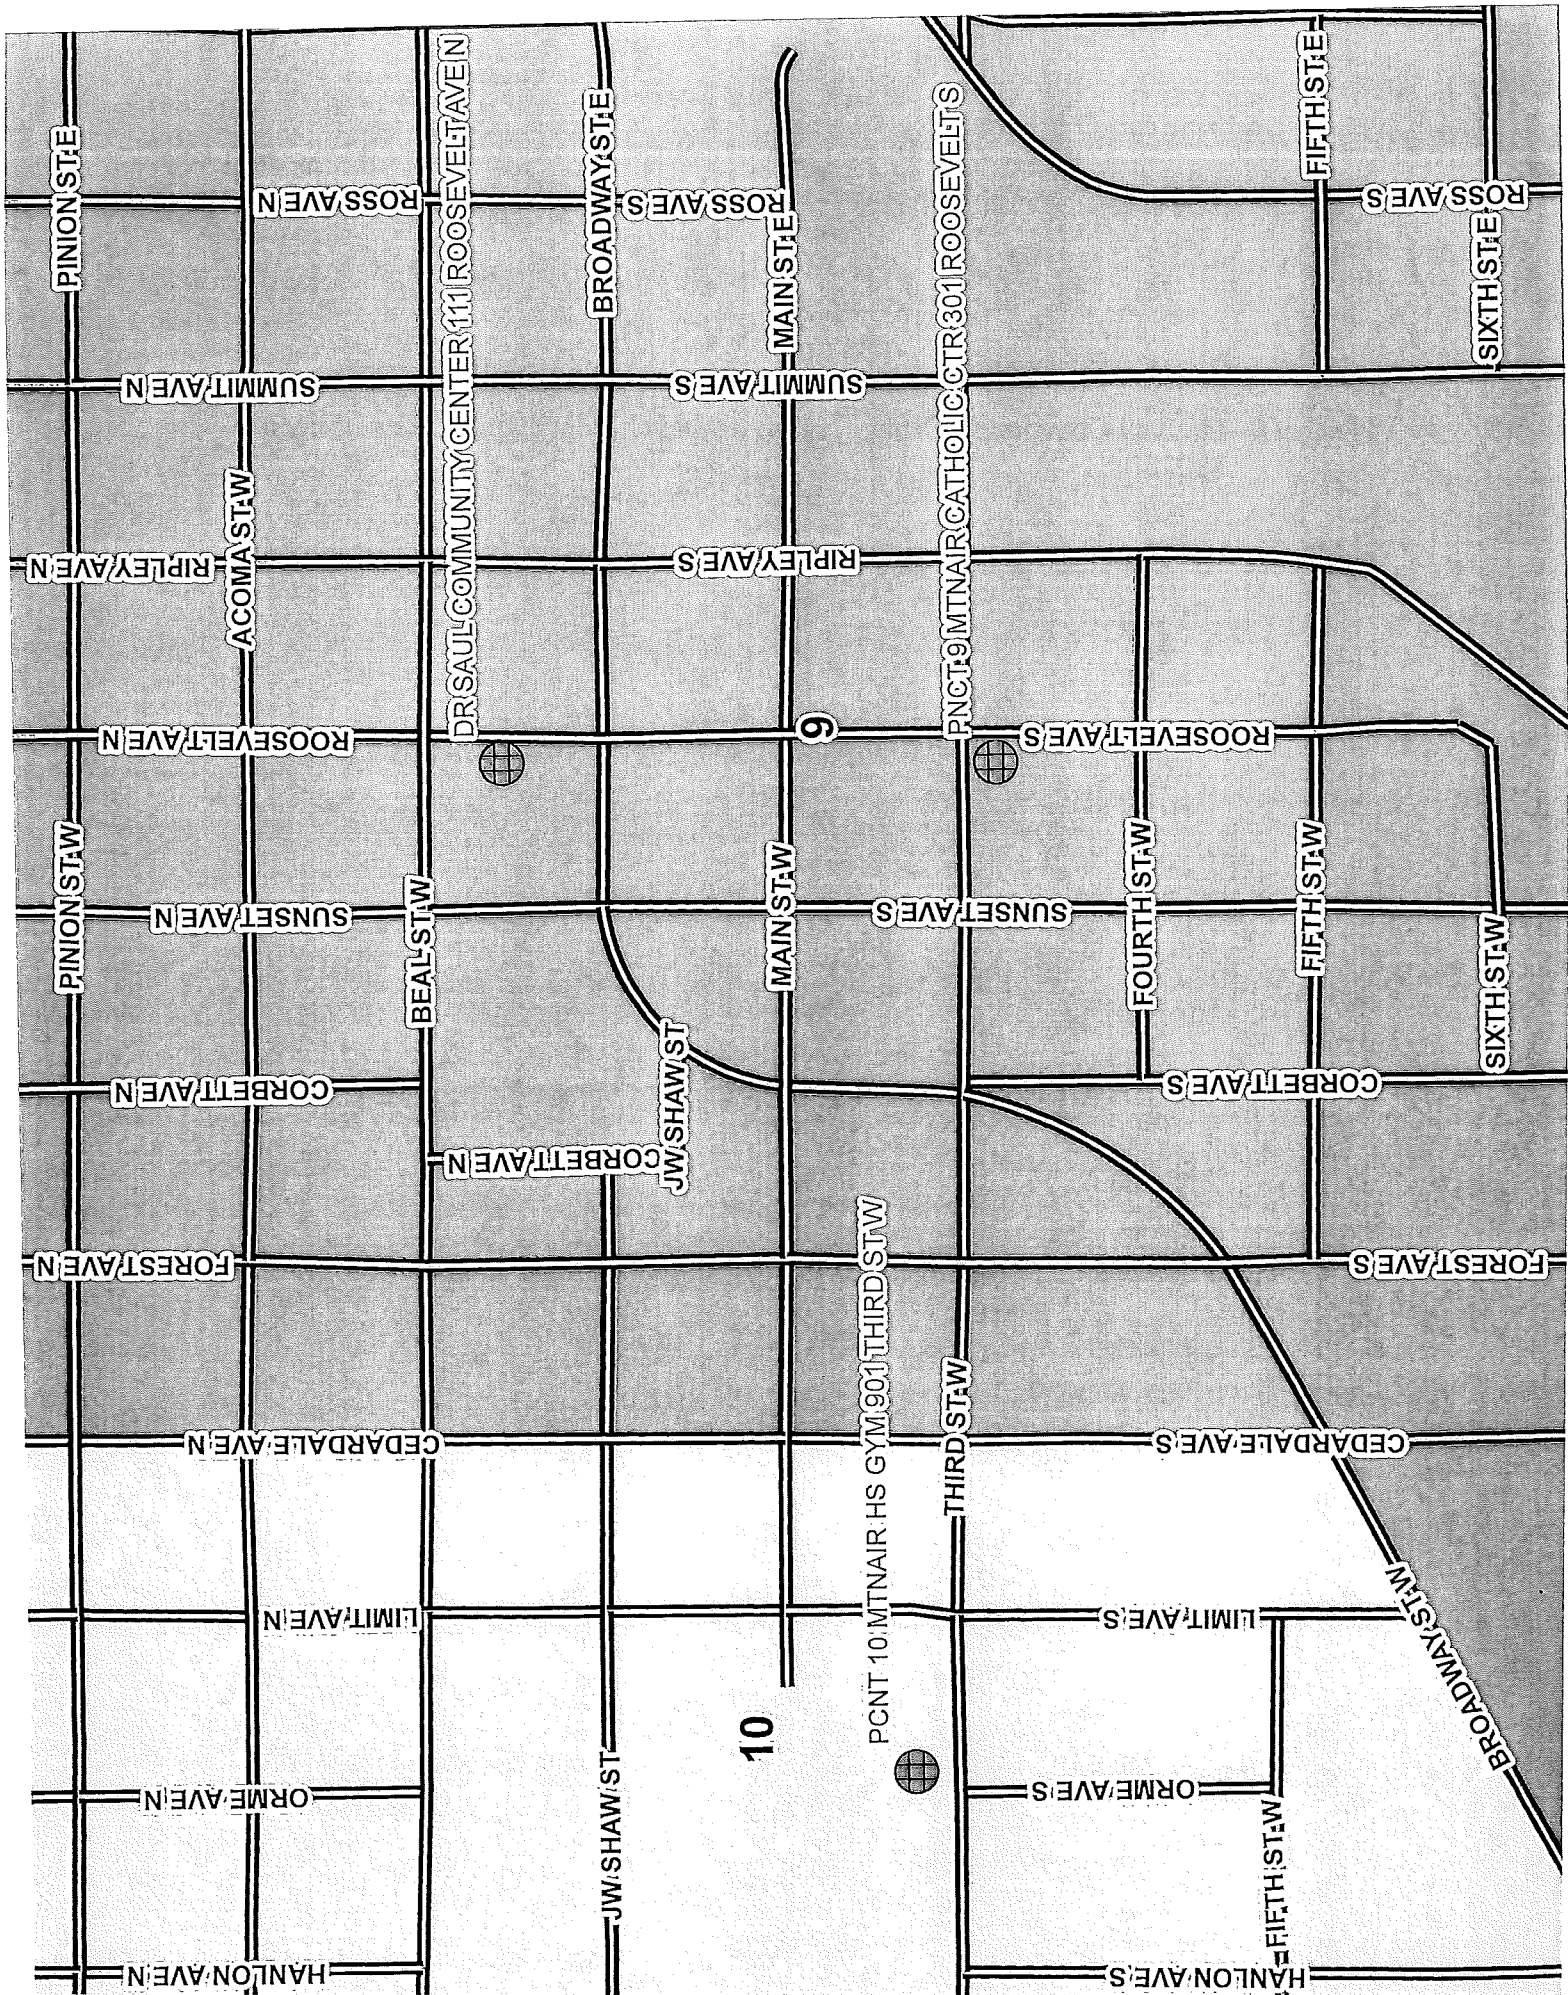 PINION ST E
ROSS AVE N
DR SAUL COMMUNITY CENTER 111 ROOSEVELT AVE N
BROADWAY ST E
ROSS AVE S
MAIN ST E
PNCT 9 MTNAIR CATHOLIC CTR 301 ROOSEVELT S
FIFTH ST E
ROSS AVE S
SIXTH ST E
SUMMIT AVE N
SUMMIT AVE S
ACOMA ST W
RIPLEY AVE N
RIPLEY AVE S
ROOSEVELT AVE N
9
ROOSEVELT AVE S
PINION ST W
SUNSET AVE N
BEAL ST W
MAIN ST W
SUNSET AVE S
FOURTH ST W
FIFTH ST W
SIXTH ST W
CORBETT AVE N
JW SHAW ST
CORBETT AVE N
CORBETT AVE S
FOREST AVE N
PCNT 10 MTNAIR HS GYM 901 THIRD ST W
FOREST AVE S
CEDARDALE AVE N
THIRD ST W
CEDARDALE AVE S
LIMIT AVE N
LIMIT AVE S
BROADWAY ST W
10
ORME AVE N
JW SHAW ST
ORME AVE S
FIFTH ST W
HANLON AVE N
HANLON AVE S